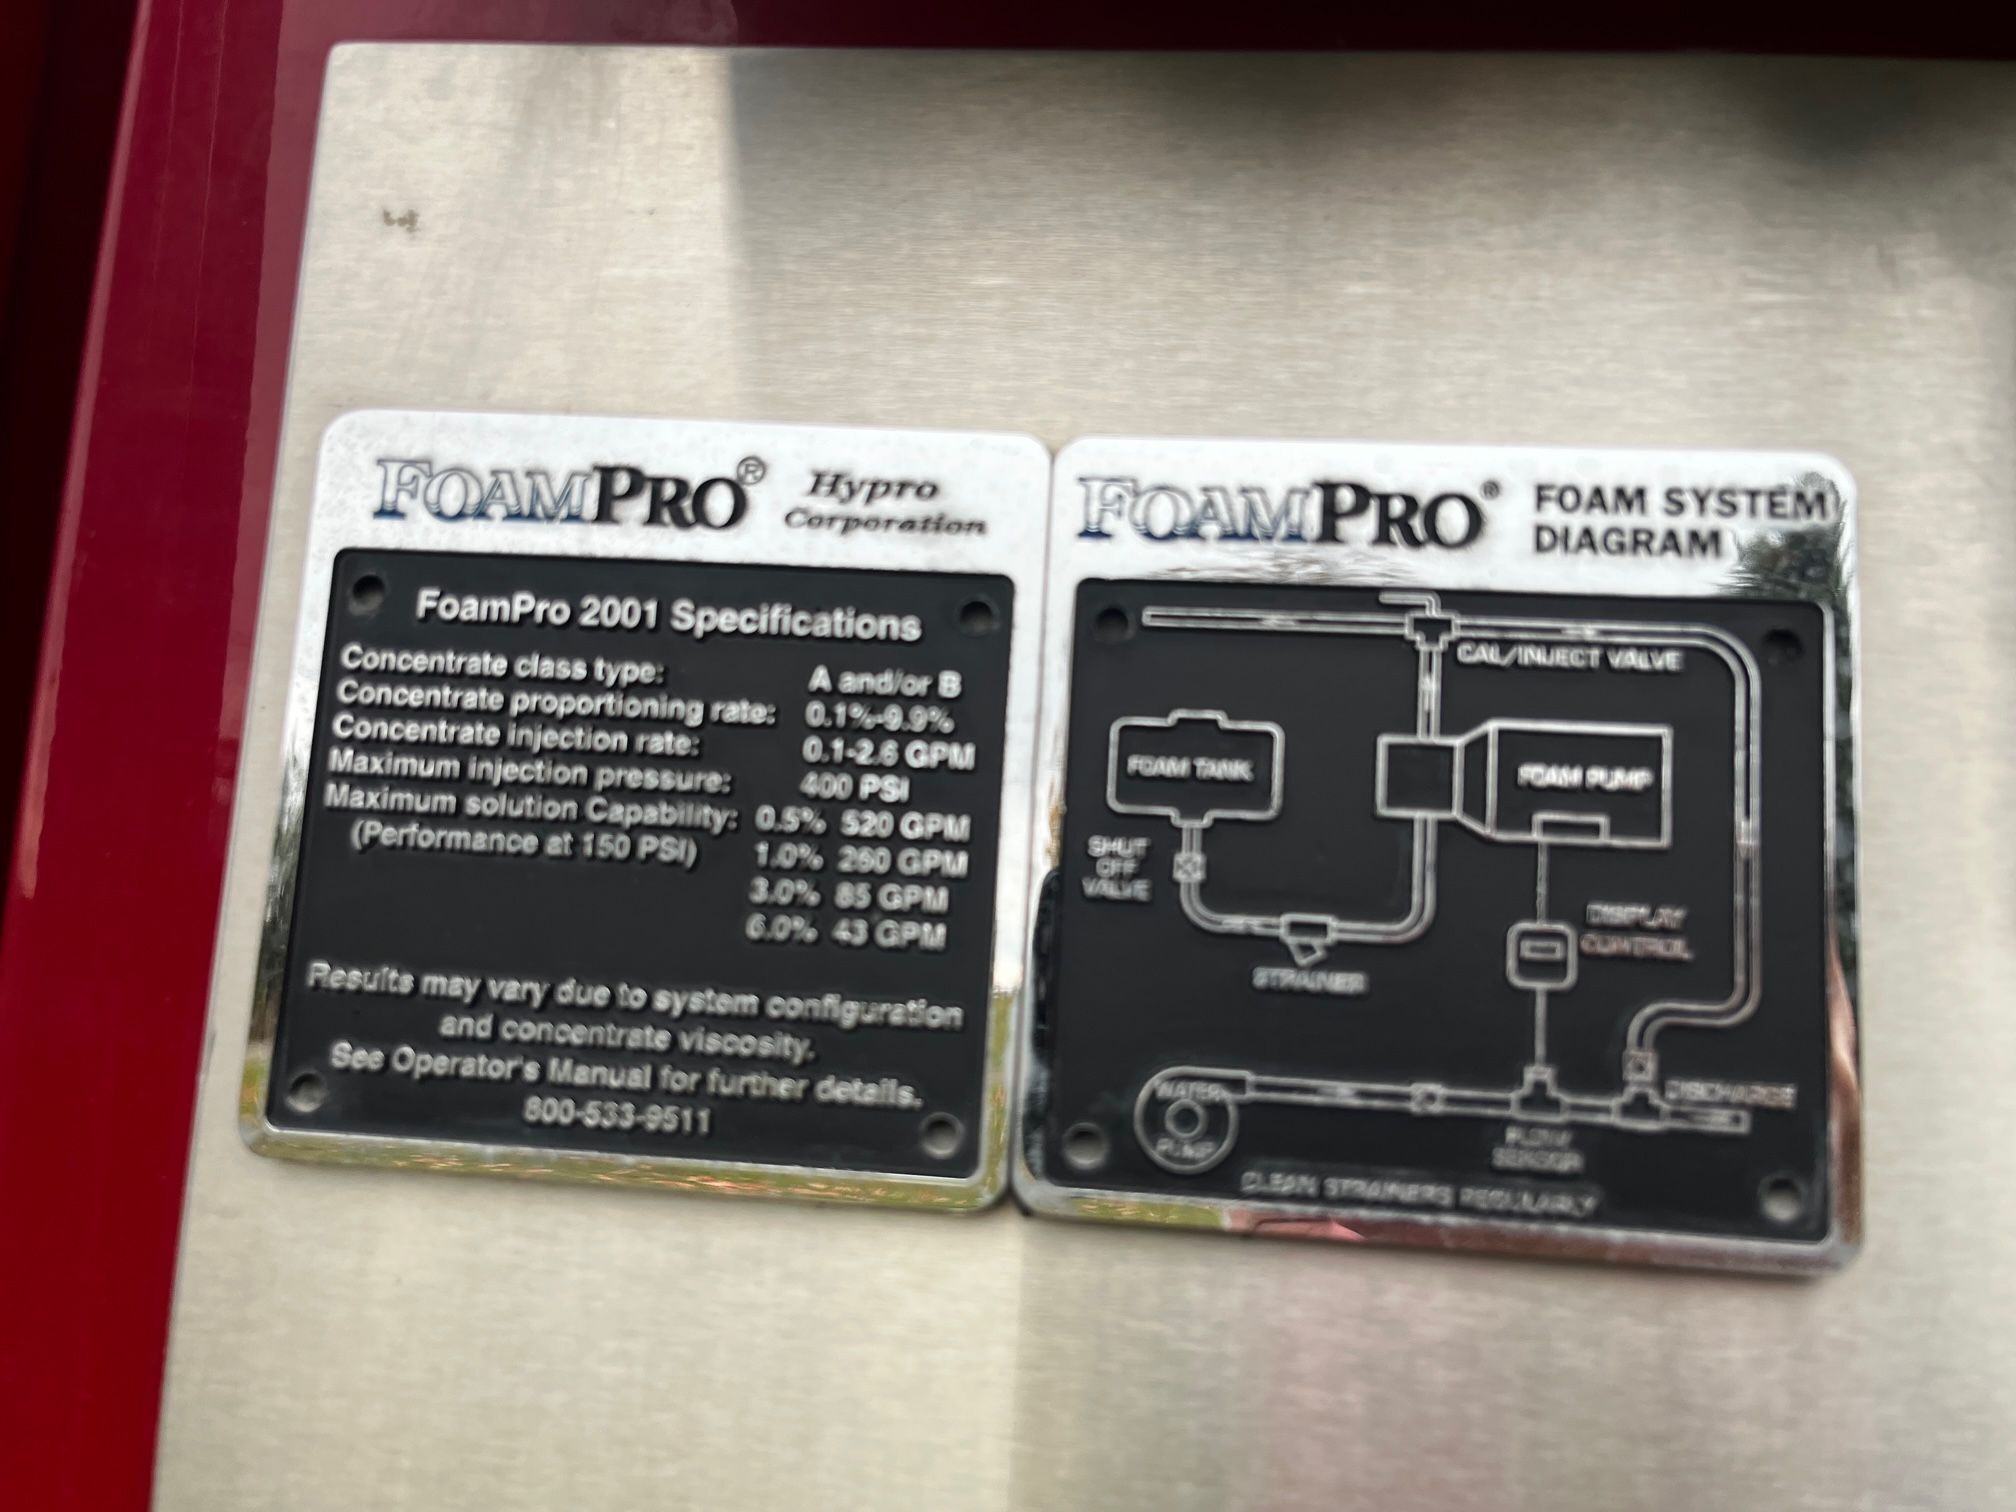 FOAMPRO® Hypro
Corporation
FoamPro 2001 Specifications
Concentrate class type: A and/or B
Concentrate proportioning rate: 0.1%-9.9%
Concentrate injection rate: 0.1-2.6 GPM
Maximum injection pressure: 400 PSI
Maximum solution Capability: 0.5% 520 GPM
(Performance at 150 PSI) 1.0% 260 GPM
3.0% 85 GPM
6.0% 43 GPM
Results may vary due to system configuration
and concentrate viscosity.
See Operator's Manual for further details.
800-533-9511
FOAMPRO® FOAM SYSTEM
DIAGRAM
CAL/INJECT VALVE
FOAM TANK
FOAM PUMP
SHUT
OFF
VALVE
STRAINER
DISPLAY
CONTROL
WATER
PUMP
DISCHARGE
FLOW
SENSOR
CLEAN STRAINERS REGULARLY